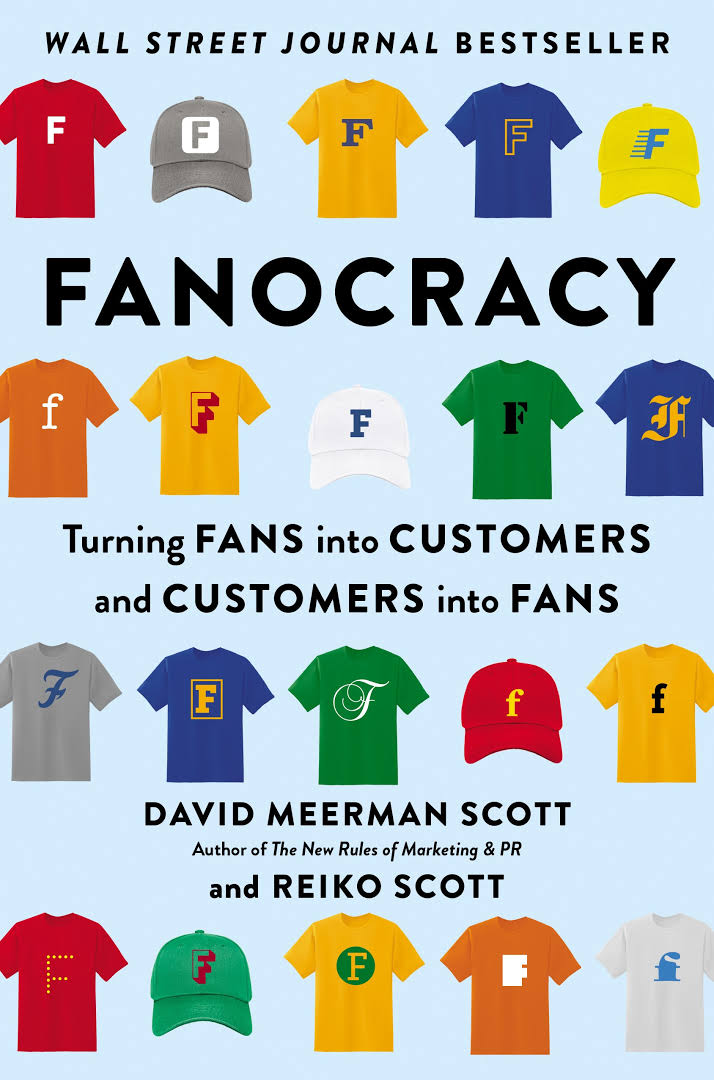 WALL STREET JOURNAL BESTSELLER
F F F F F
FANOCRACY
f F F F F
Turning FANS into CUSTOMERS
and CUSTOMERS into FANS
F F F f f
DAVID MEERMAN SCOTT
Author of The New Rules of Marketing & PR
and REIKO SCOTT
F F F F f